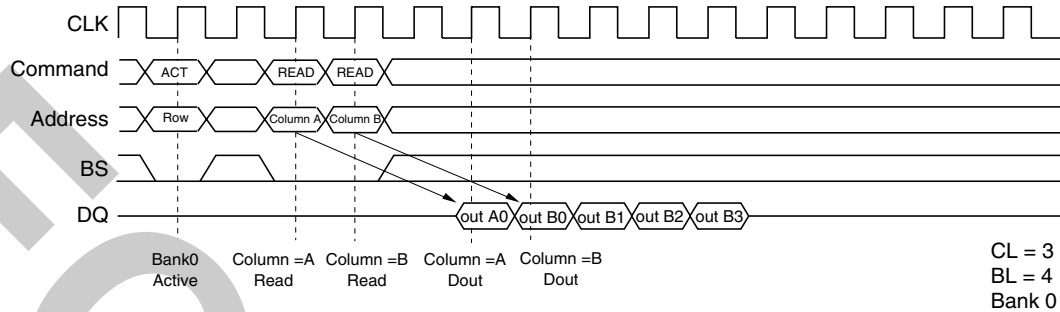 CLK
Command ACT READ READ
Address Row Column A Column B
BS
DQ out A0 out B0 out B1 out B2 out B3
Bank0 Column =A Column =B Column =A Column =B
Active Read Read Dout Dout
CL = 3
BL = 4
Bank 0